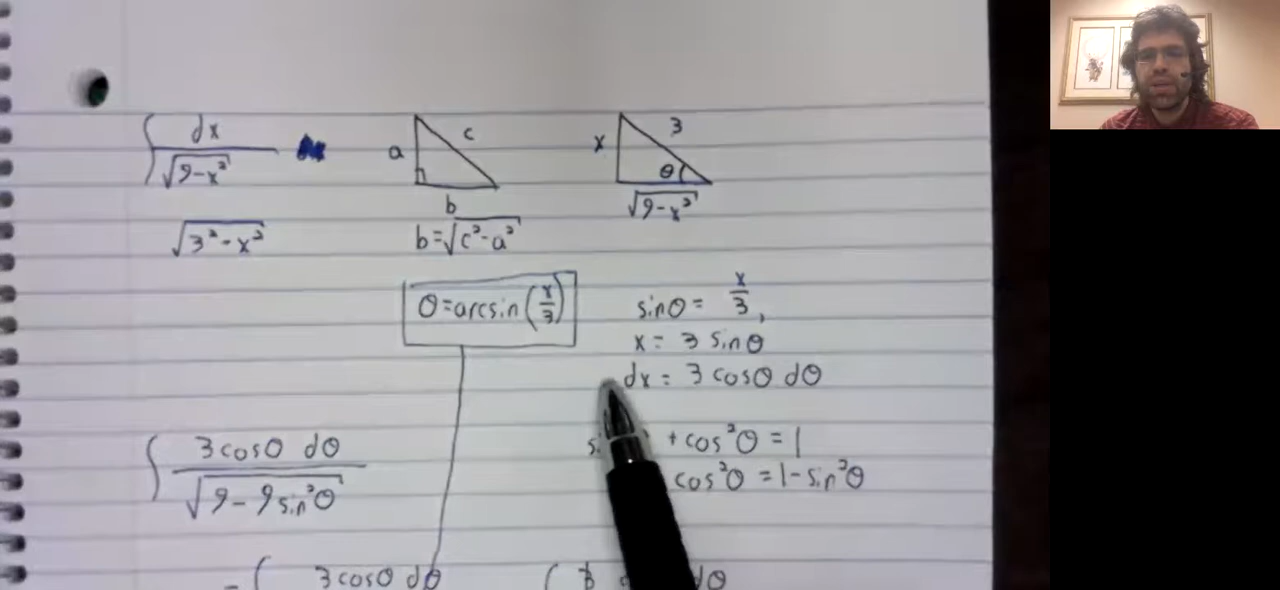 ∫ dx / √(9-x²)
a c b
x 3 θ √(9-x²)
√(3²-x²)
b=√(c²-a²)
θ=arcsin(x/3)
sinθ = x/3,
x = 3 sinθ
dx = 3 cosθ dθ
+cos²θ = 1
cos²θ = 1-sin²θ
∫ 3cosθ dθ / √(9-9sin²θ)
= ∫ 3cosθ dθ
∫ dθ